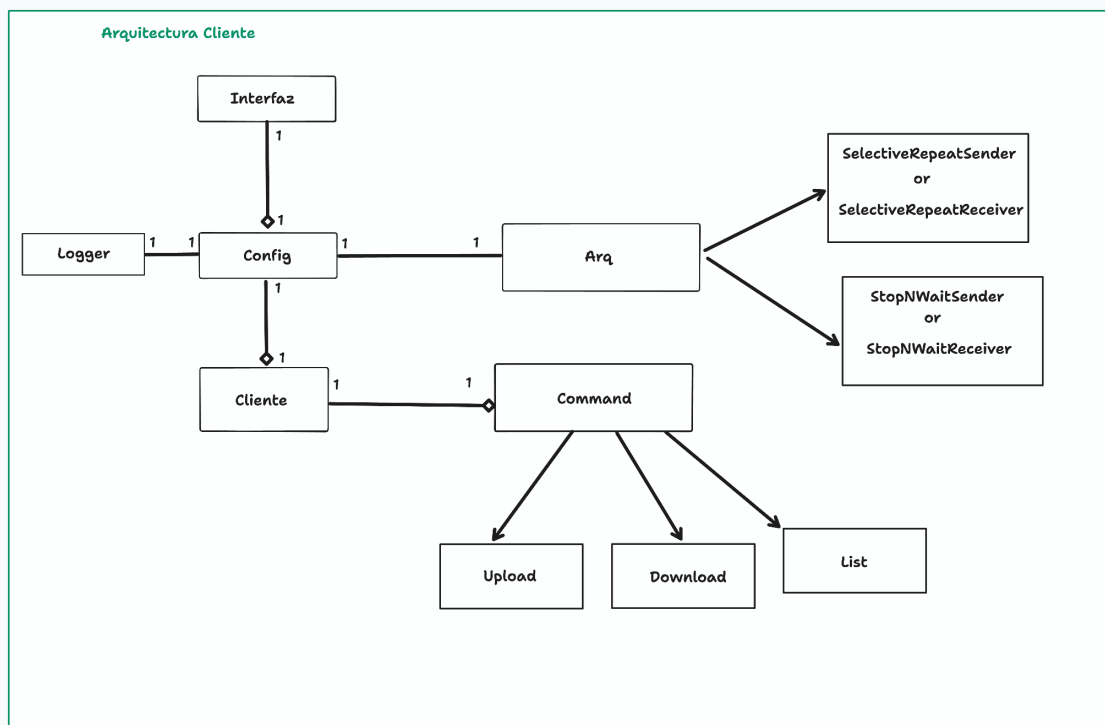 Arquitectura Cliente
Interfaz
1
1
Logger
1
1
Config
1
1
Arq
SelectiveRepeatSender
or
SelectiveRepeatReceiver
StopNWaitSender
or
StopNWaitReceiver
1
1
Cliente
1
1
Command
Upload
Download
List